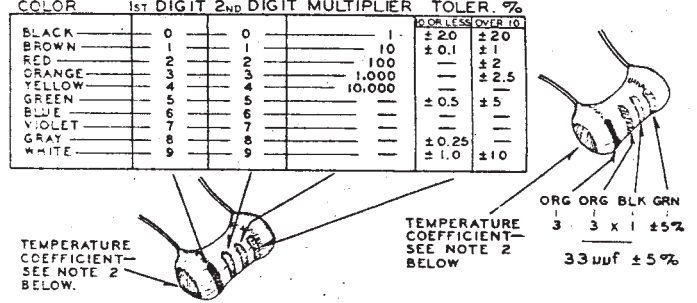 COLOR 1ST DIGIT 2ND DIGIT MULTIPLIER TOLER. %
10 OR LESS OVER 10
BLACK 0 0 1 ±2.0 ±20
BROWN 1 1 10 ±0.1 ±1
RED 2 2 100 — ±2
ORANGE 3 3 1,000 — ±2.5
YELLOW 4 4 10,000 — —
GREEN 5 5 — ±0.5 ±5
BLUE 6 6 — — —
VIOLET 7 7 — — —
GRAY 8 8 — ±0.25 —
WHITE 9 9 — ±1.0 ±10
TEMPERATURE
COEFFICIENT—
SEE NOTE 2
BELOW.
TEMPERATURE
COEFFICIENT—
SEE NOTE 2
BELOW
ORG ORG BLK GRN
3 3 x 1 ±5%
33 uuf ±5%